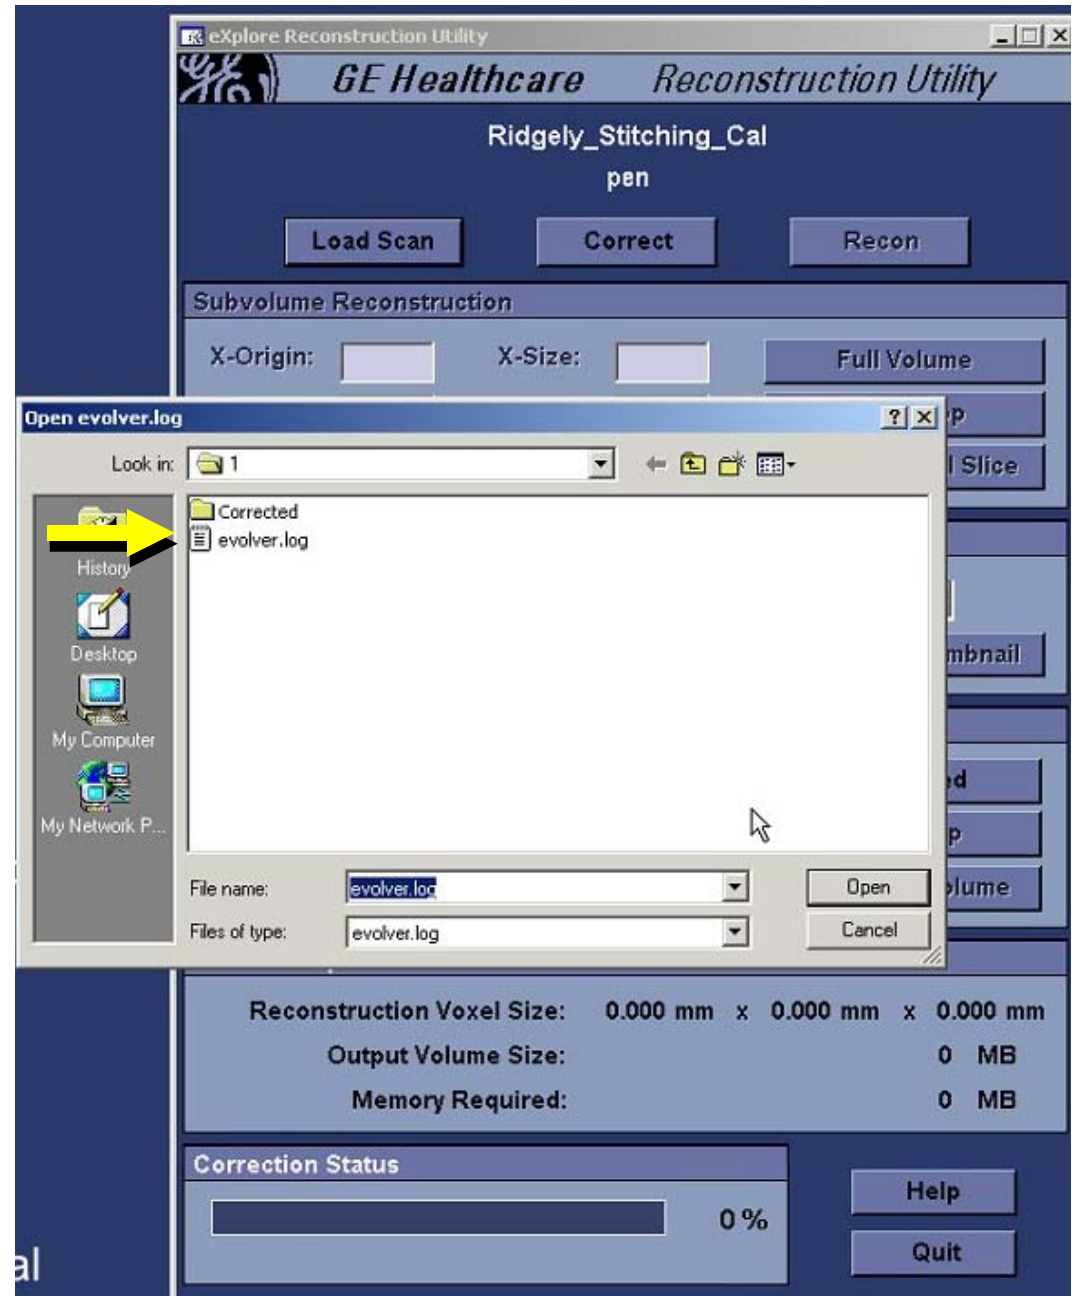 eXplore Reconstruction Utility
GE Healthcare Reconstruction Utility
Ridgely_Stitching_Cal
pen
Load Scan Correct Recon
Subvolume Reconstruction
X-Origin: X-Size: Full Volume
Open evolver.log
p
Look in: 1
l Slice
Corrected
evolver.log
History
Desktop
mbnail
My Computer
ed
My Network P...
p
File name: evolver.log Open
olume
Files of type: evolver.log Cancel
Reconstruction Voxel Size: 0.000 mm x 0.000 mm x 0.000 mm
Output Volume Size: 0 MB
Memory Required: 0 MB
Correction Status
Help
0 %
Quit
al